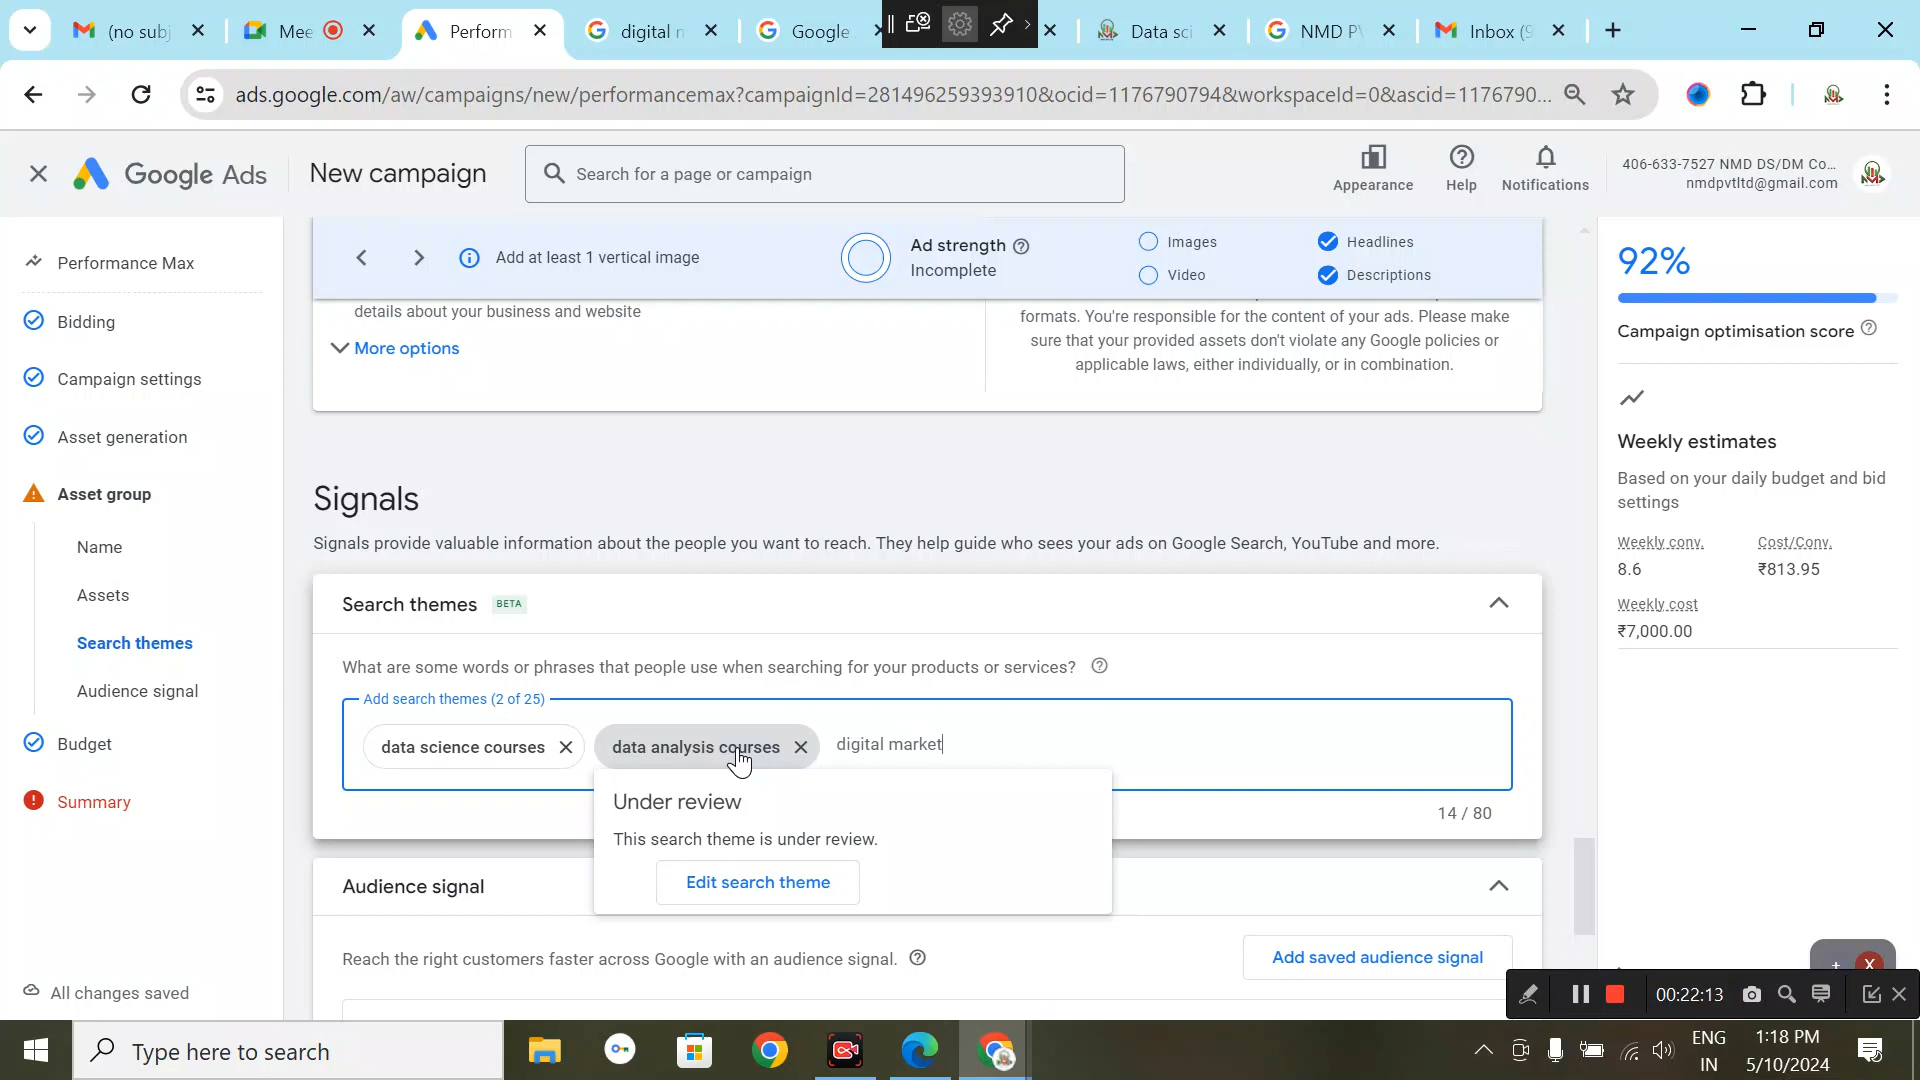 (no subj
Mee
Perform
digital n
Google
Data sci
NMD P
Inbox (9
ads.google.com/aw/campaigns/new/performancemax?campaignId=281496259393910&ocid=1176790794&workspaceId=0&ascid=1176790...
Google Ads
New campaign
Search for a page or campaign
Appearance
Help
Notifications
406-633-7527 NMD DS/DM Co...
nmdpvtltd@gmail.com
Performance Max
Bidding
Campaign settings
Asset generation
Asset group
Name
Assets
Search themes
Audience signal
Budget
Summary
All changes saved
Add at least 1 vertical image
Ad strength
Incomplete
Images
Video
Headlines
Descriptions
details about your business and website
More options
formats. You're responsible for the content of your ads. Please make
sure that your provided assets don't violate any Google policies or
applicable laws, either individually, or in combination.
Signals
Signals provide valuable information about the people you want to reach. They help guide who sees your ads on Google Search, YouTube and more.
Search themes BETA
What are some words or phrases that people use when searching for your products or services?
Add search themes (2 of 25)
data science courses
data analysis courses
digital market
14 / 80
Under review
This search theme is under review.
Edit search theme
Audience signal
Reach the right customers faster across Google with an audience signal.
Add saved audience signal
92%
Campaign optimisation score
Weekly estimates
Based on your daily budget and bid
settings
Weekly conv.
Cost/Conv.
8.6
₹813.95
Weekly cost
₹7,000.00
00:22:13
Type here to search
ENG
IN
1:18 PM
5/10/2024